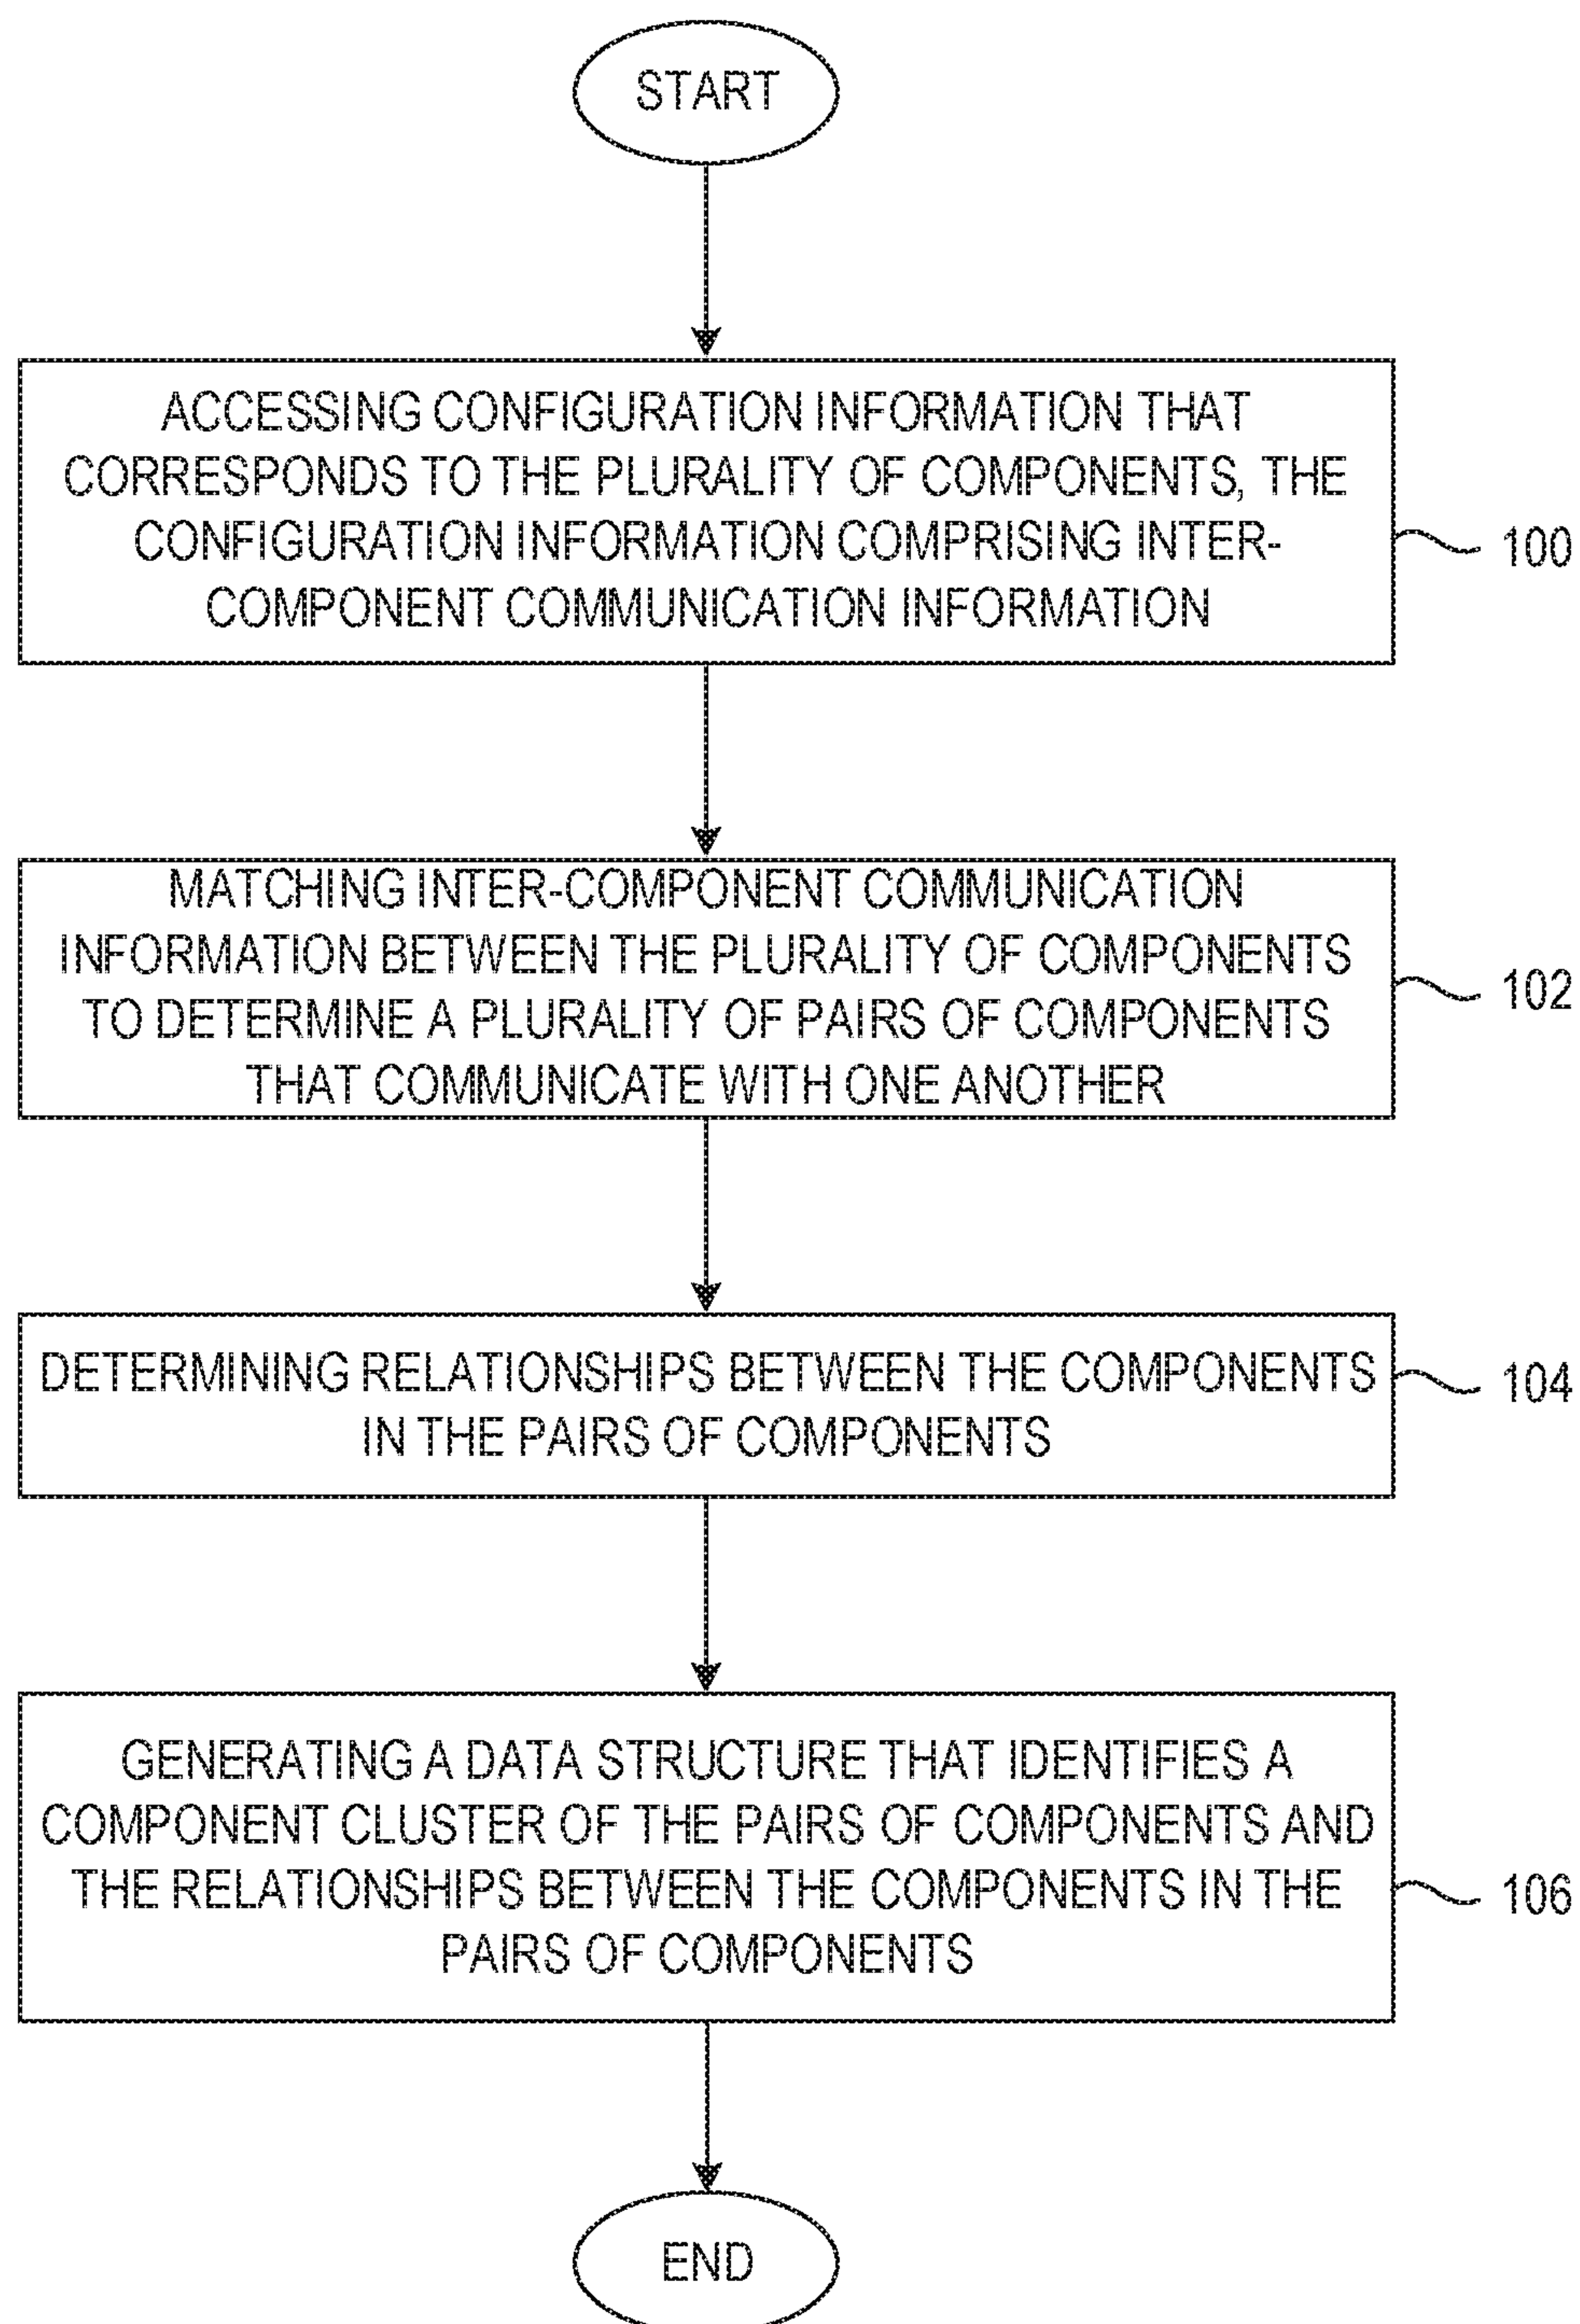 START
ACCESSING CONFIGURATION INFORMATION THAT
CORRESPONDS TO THE PLURALITY OF COMPONENTS, THE
CONFIGURATION INFORMATION COMPRISING INTER-
COMPONENT COMMUNICATION INFORMATION
100
MATCHING INTER-COMPONENT COMMUNICATION
INFORMATION BETWEEN THE PLURALITY OF COMPONENTS
TO DETERMINE A PLURALITY OF PAIRS OF COMPONENTS
THAT COMMUNICATE WITH ONE ANOTHER
102
DETERMINING RELATIONSHIPS BETWEEN THE COMPONENTS
IN THE PAIRS OF COMPONENTS
104
GENERATING A DATA STRUCTURE THAT IDENTIFIES A
COMPONENT CLUSTER OF THE PAIRS OF COMPONENTS AND
THE RELATIONSHIPS BETWEEN THE COMPONENTS IN THE
PAIRS OF COMPONENTS
106
END